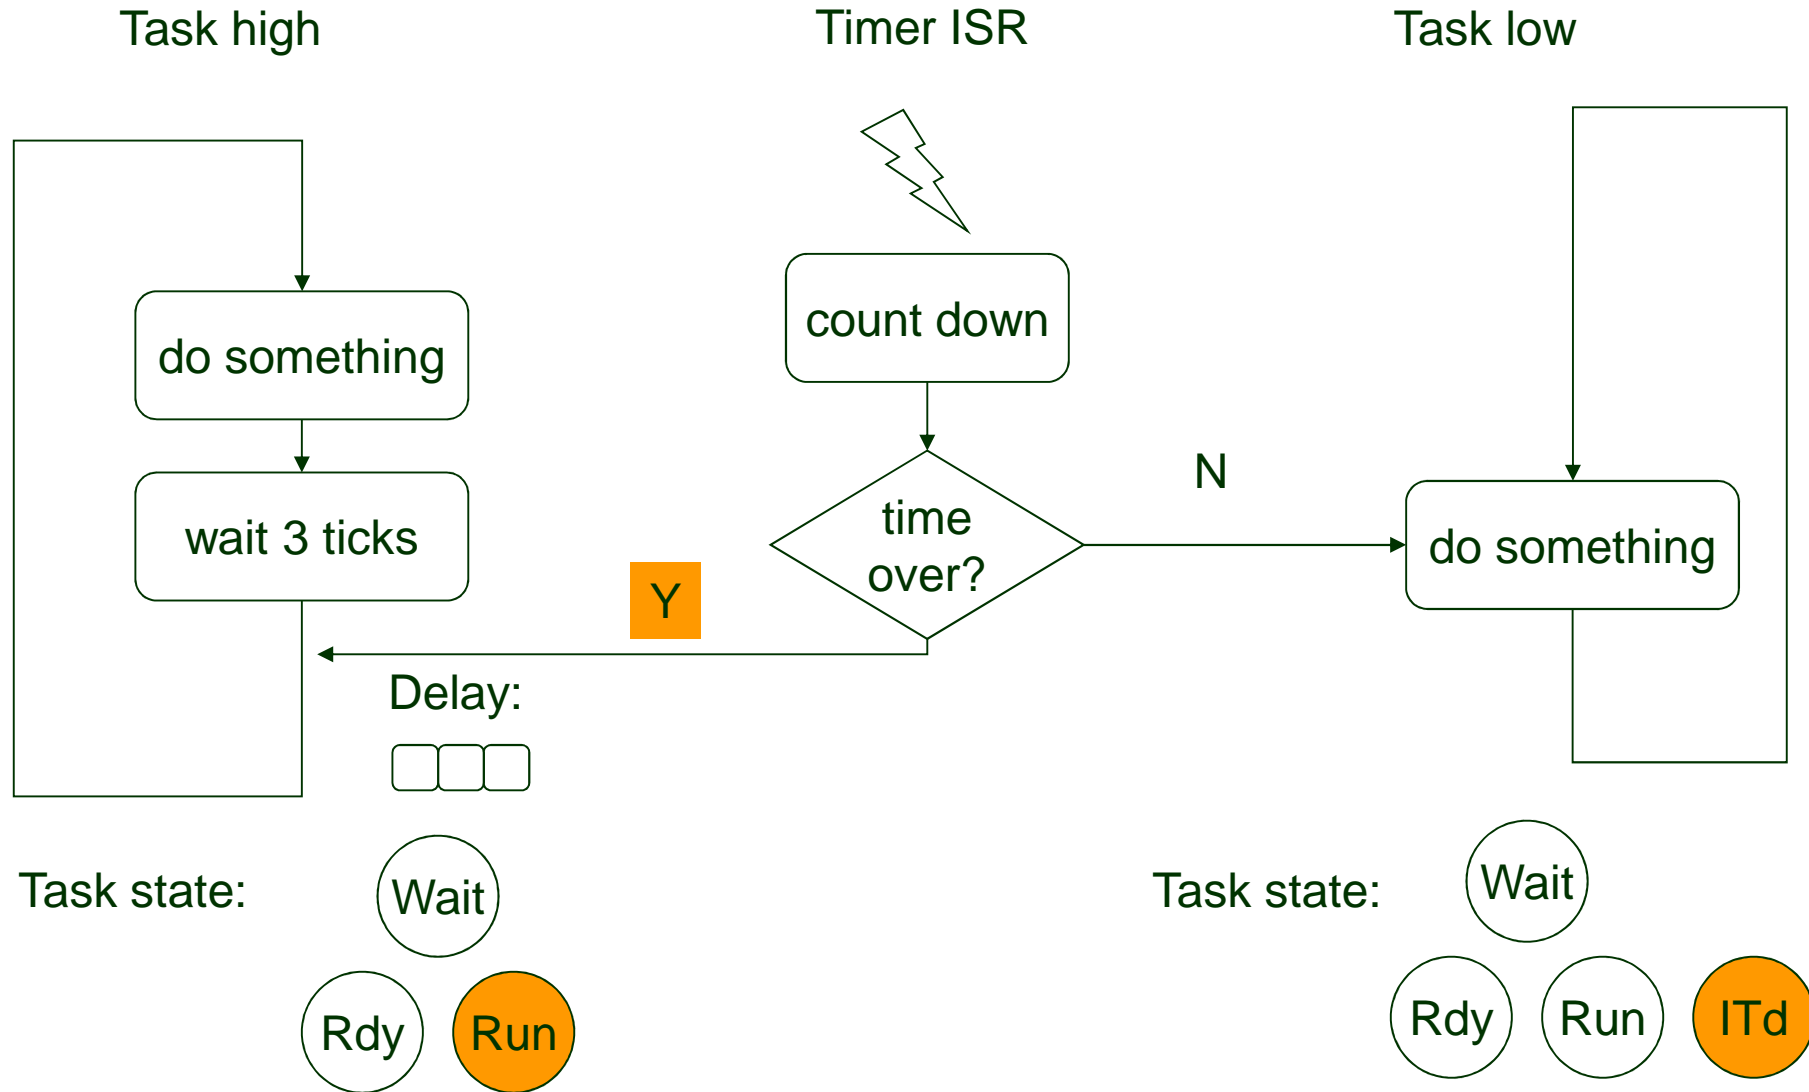 Task high
Timer ISR
Task low
do something
wait 3 ticks
count down
time
over?
Y
N
do something
Delay:
Task state:
Wait
Rdy
Run
Task state:
Wait
Rdy
Run
ITd